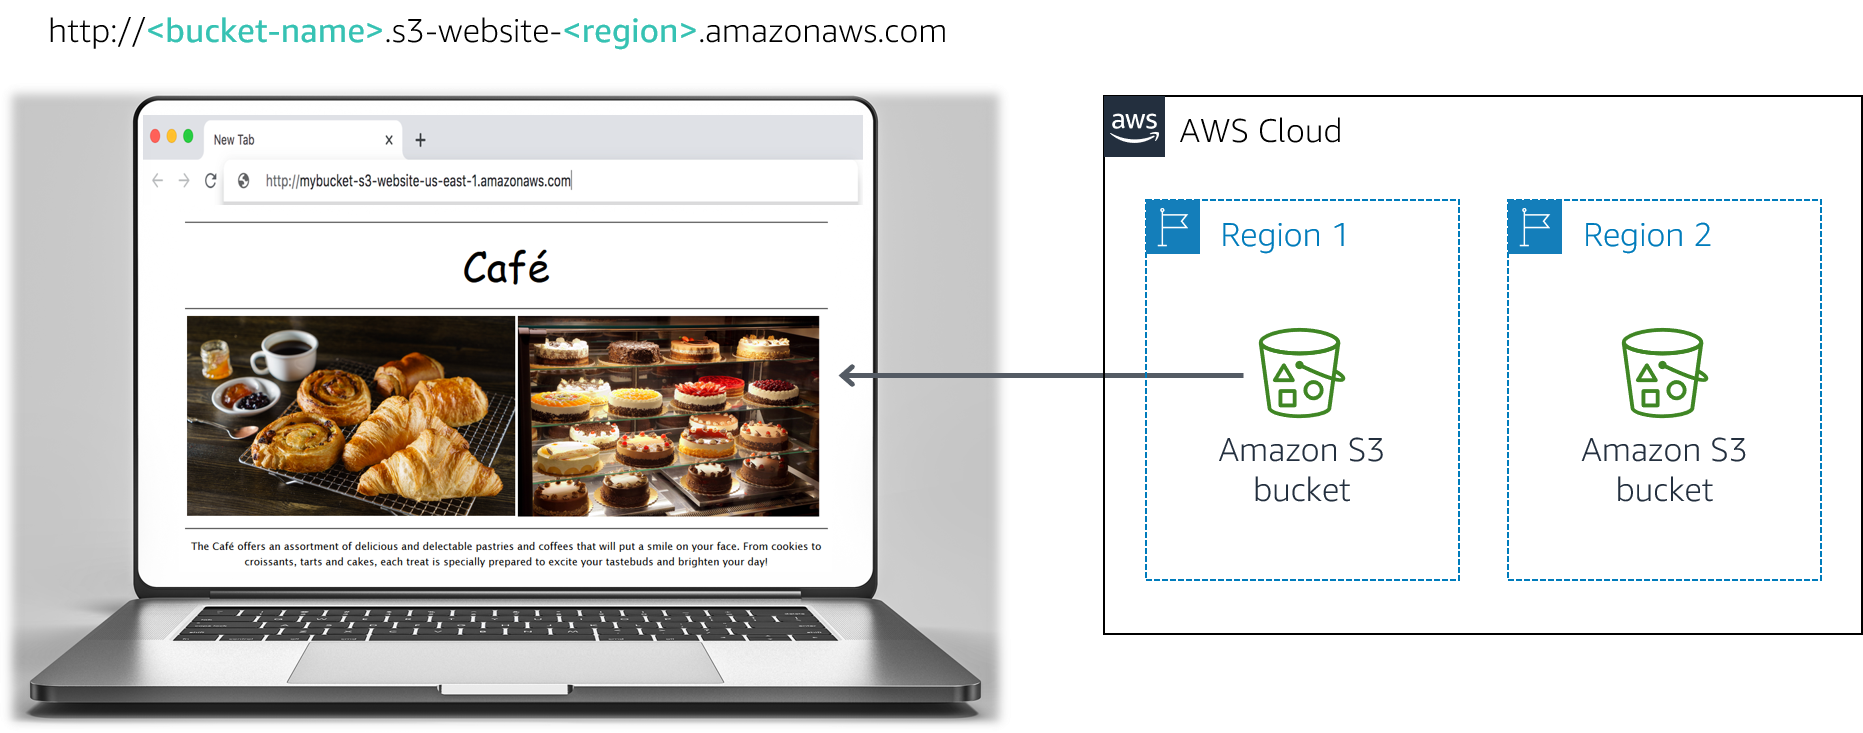 http://<bucket-name>.s3-website-<region>.amazonaws.com
New Tab x +
http://mybucket-s3-website-us-east-1.amazonaws.com
Café
The Café offers an assortment of delicious and delectable pastries and coffees that will put a smile on your face. From cookies to
croissants, tarts and cakes, each treat is specially prepared to excite your tastebuds and brighten your day!
aws
AWS Cloud
Region 1
Amazon S3
bucket
Region 2
Amazon S3
bucket